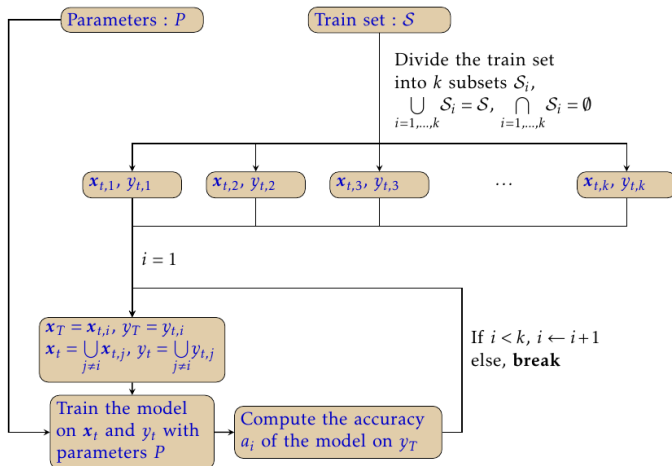 Parameters : P
Train set : 𝒮
Divide the train set
into k subsets 𝒮ᵢ,
⋃ 𝒮ᵢ = 𝒮, ⋂ 𝒮ᵢ = ∅
i=1,...,k i=1,...,k
𝒙_{t,1}, y_{t,1}
𝒙_{t,2}, y_{t,2}
𝒙_{t,3}, y_{t,3}
...
𝒙_{t,k}, y_{t,k}
i = 1
𝒙_T = 𝒙_{t,i}, y_T = y_{t,i}
𝒙_t = ⋃ 𝒙_{t,j}, y_t = ⋃ y_{t,j}
j≠i j≠i
If i < k, i ← i+1
else, break
Train the model
on 𝒙_t and y_t with
parameters P
Compute the accuracy
a_i of the model on y_T